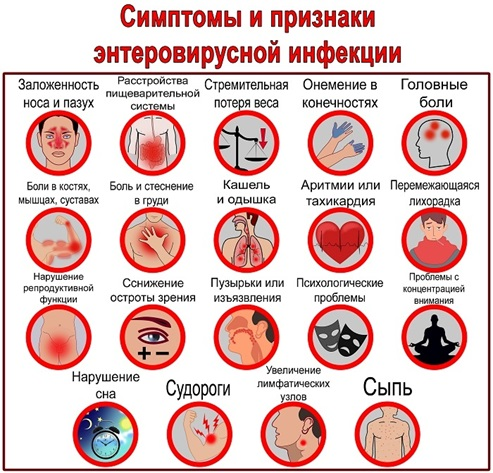 Симптомы и признаки
энтеровирусной инфекции
Заложенность
носа и пазух
Расстройства
пищеварительной
системы
Стремительная
потеря веса
Онемение в
конечностях
Головные
боли
Боли в костях,
мышцах, суставах
Боль и стеснение
в груди
Кашель
и одышка
Аритмии или
тахикардия
Перемежающаяся
лихорадка
Нарушение
репродуктивной
функции
Сснижение
остроты зрения
Пузырьки или
изъязвления
Психологические
проблемы
Проблемы с
концентрацией
внимания
Нарушение
сна
Судороги
Увеличение
лимфатических
узлов
Сыпь